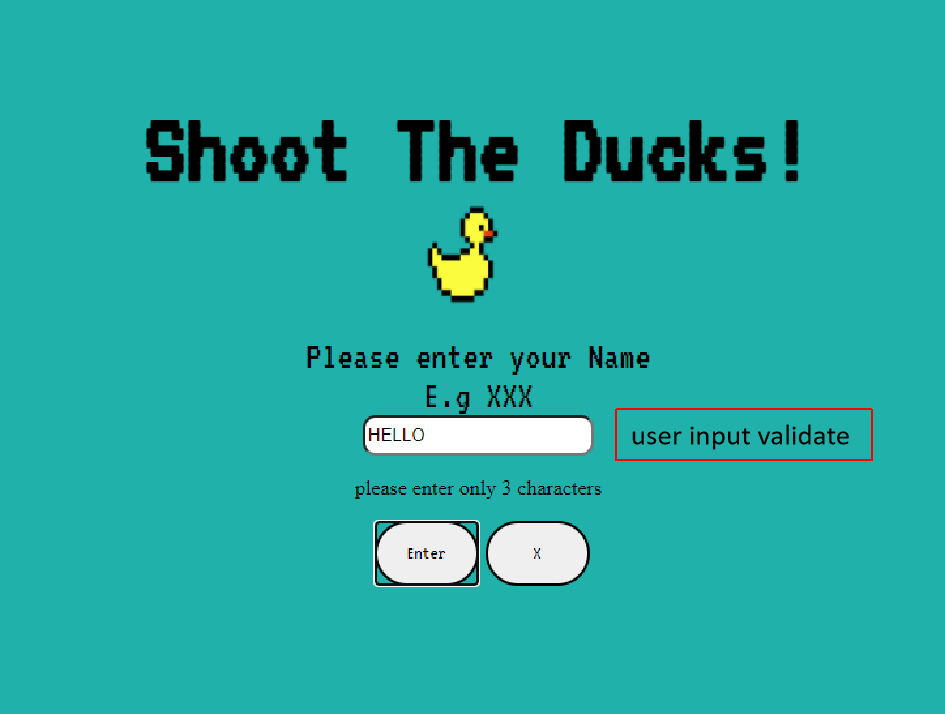 Shoot The Ducks!
Please enter your Name
E.g XXX
HELLO
user input validate
please enter only 3 characters
Enter
X